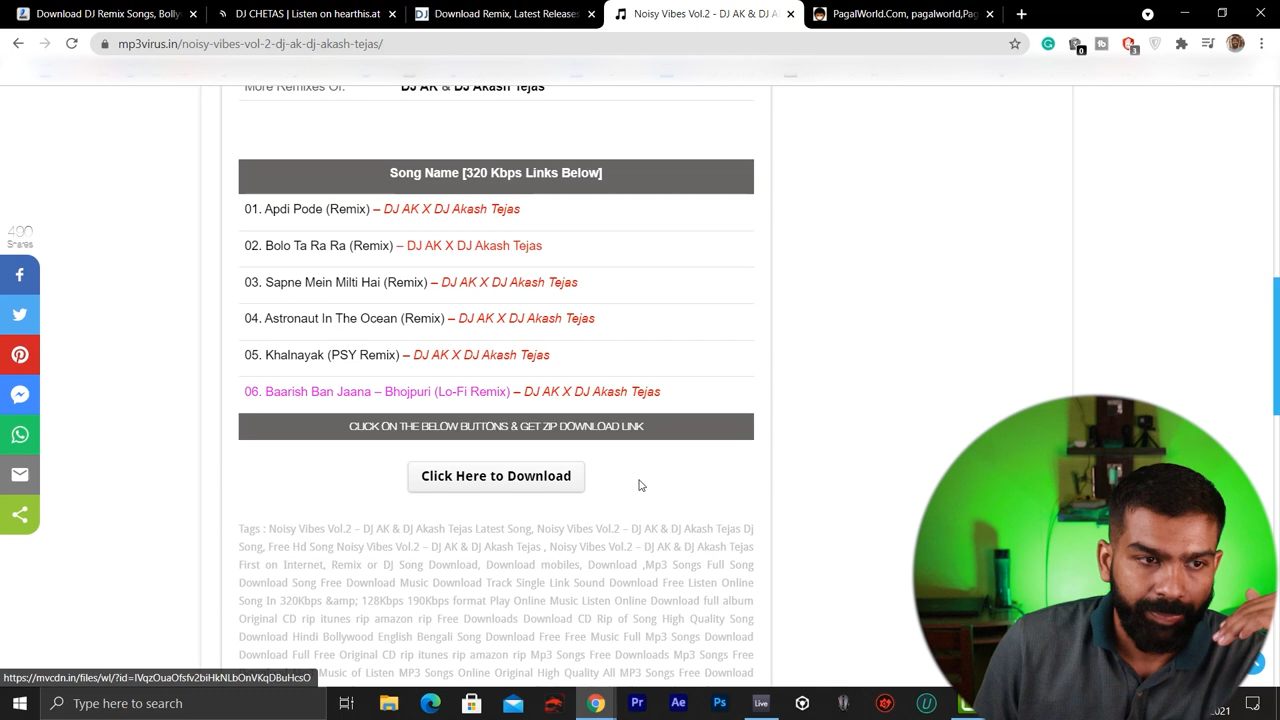 Download DJ Remix Songs, Bollyw
DJ CHETAS | Listen on hearthis.at
Download Remix, Latest Releases
Noisy Vibes Vol.2 - DJ AK & DJ A
PagalWorld.Com, pagalworld,Pag
mp3virus.in/noisy-vibes-vol-2-dj-ak-dj-akash-tejas/
0
3
More Remixes Of: DJ AK & DJ Akash Tejas
Song Name [320 Kbps Links Below]
01. Apdi Pode (Remix) – DJ AK X DJ Akash Tejas
02. Bolo Ta Ra Ra (Remix) – DJ AK X DJ Akash Tejas
03. Sapne Mein Milti Hai (Remix) – DJ AK X DJ Akash Tejas
04. Astronaut In The Ocean (Remix) – DJ AK X DJ Akash Tejas
05. Khalnayak (PSY Remix) – DJ AK X DJ Akash Tejas
06. Baarish Ban Jaana – Bhojpuri (Lo-Fi Remix) – DJ AK X DJ Akash Tejas
CLICK ON THE BELOW BUTTONS & GET ZIP DOWNLOAD LINK
Click Here to Download
Shares
Tags : Noisy Vibes Vol.2 – DJ AK & DJ Akash Tejas Latest Song, Noisy Vibes Vol.2 – DJ AK & DJ Akash Tejas Dj
Song, Free Hd Song Noisy Vibes Vol.2 – DJ AK & DJ Akash Tejas , Noisy Vibes Vol.2 – DJ AK & DJ Akash Tejas
First on Internet, Remix or DJ Song Download, Download mobiles, Download ,Mp3 Songs Full Song
Download Song Free Download Music Download Track Single Link Sound Download Free Listen Online
Song In 320Kbps &amp; 128Kbps 190Kbps format Play Online Music Listen Online Download full album
Original CD rip itunes rip amazon rip Free Downloads Download CD Rip of Song High Quality Song
Download Hindi Bollywood English Bengali Song Download Free Free Music Full Mp3 Songs Download
Download Full Free Original CD rip itunes rip amazon rip Mp3 Songs Free Downloads Mp3 Songs Free
Music of Listen MP3 Songs Online Original High Quality All MP3 Songs Free Download
https://mvcdn.in/files/wl/?id=IVqzOuaOfsfv2biHkNLbOnVKqDBuHcsO
Type here to search
Pr
Ae
Ps
Live
2021